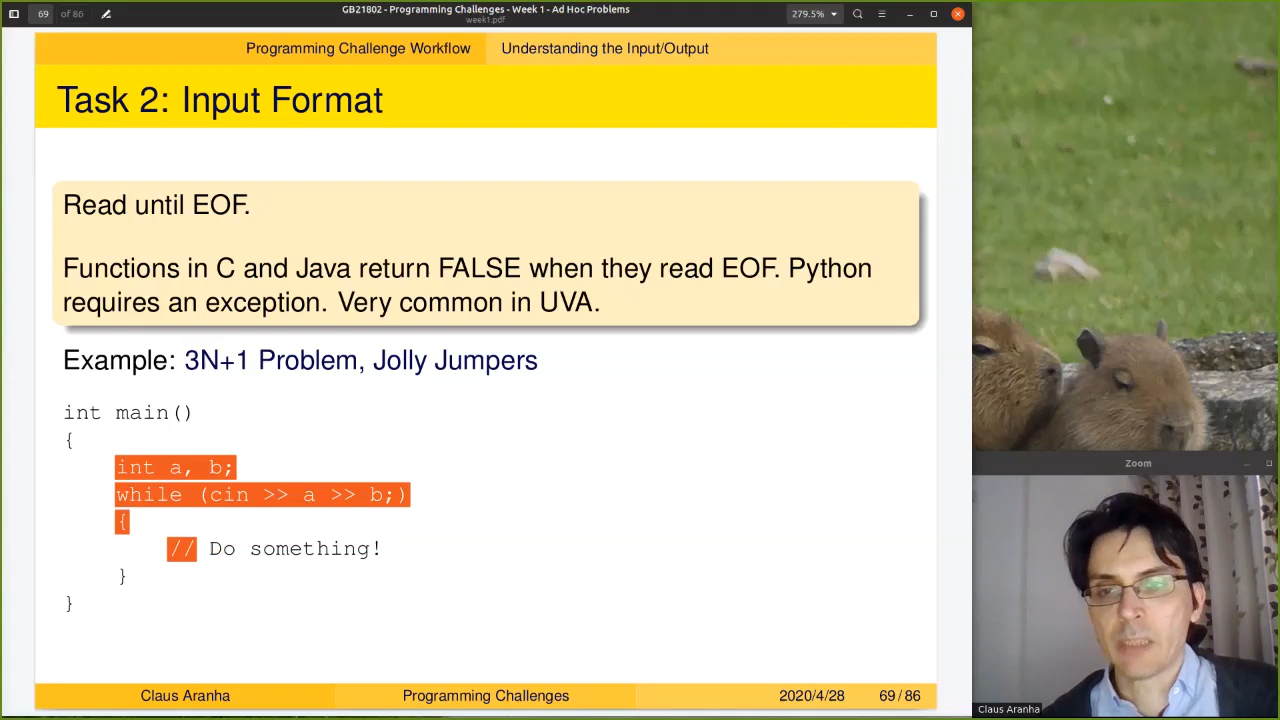 69 of 86
GB21802 - Programming Challenges - Week 1 - Ad Hoc Problems
week1.pdf
279.5%
Programming Challenge Workflow Understanding the Input/Output
Task 2: Input Format
Read until EOF.
Functions in C and Java return FALSE when they read EOF. Python
requires an exception. Very common in UVA.
Example: 3N+1 Problem, Jolly Jumpers
int main()
{
int a, b;
while (cin >> a >> b;)
{
// Do something!
}
}
Claus Aranha Programming Challenges 2020/4/28 69 / 86
Zoom
Claus Aranha